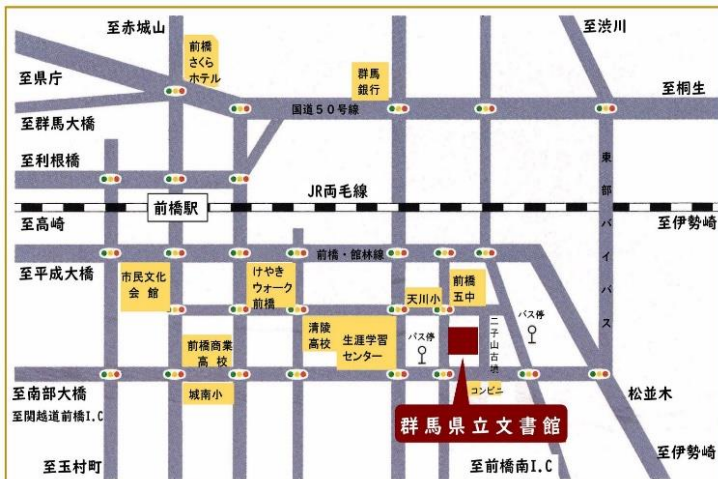 至赤城山
至渋川
前橋
さくら
ホテル
群馬
銀行
至県庁
至桐生
国道50号線
至群馬大橋
至利根橋
東部バイパス
JR両毛線
前橋駅
至高崎
至伊勢崎
前橋・館林線
至平成大橋
市民文化
会館
けやき
ウォーク
前橋
天川小
前橋
五中
清陵
高校
生涯学習
センター
バス停
二子山古墳
バス停
前橋商業
高校
至南部大橋
城南小
コンビニ
松並木
至関越道前橋I.C
群馬県立文書館
至玉村町
至前橋南I.C
至伊勢崎